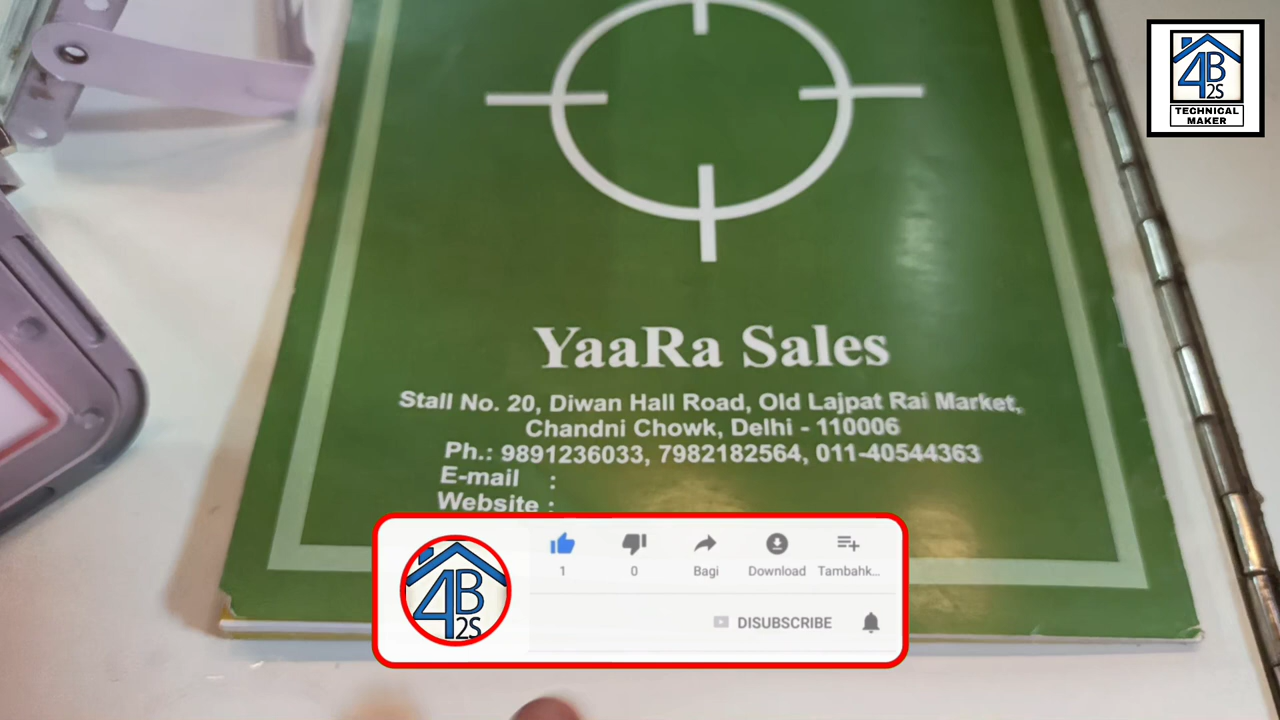 4B
2S
TECHNICAL
MAKER
YaaRa Sales
Stall No. 20, Diwan Hall Road, Old Lajpat Rai Market,
Chandni Chowk, Delhi - 110006
Ph.: 9891236033, 7982182564, 011-40544363
E-mail :
Website :
4B
2S
1 0 Bagi Download Tambahk...
DISUBSCRIBE